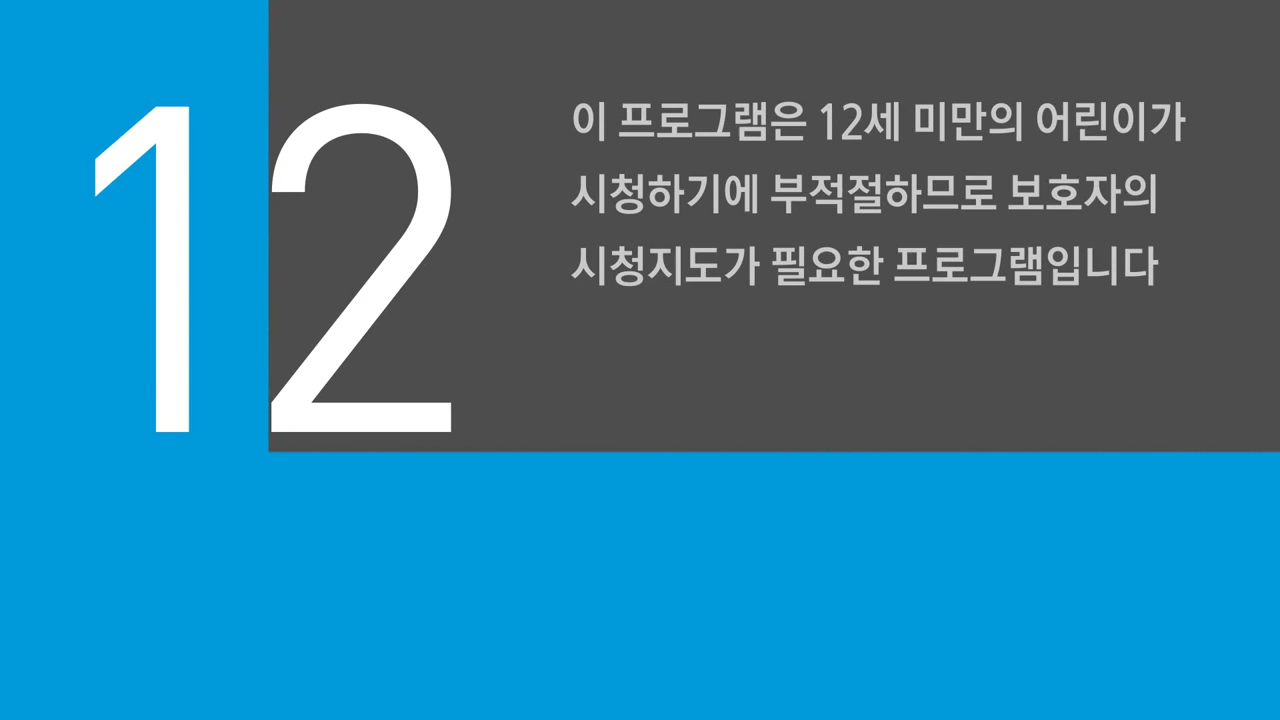 12
이 프로그램은 12세 미만의 어린이가
시청하기에 부적절하므로 보호자의
시청지도가 필요한 프로그램입니다